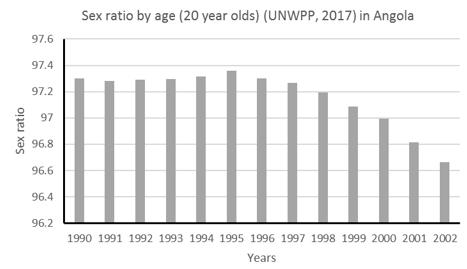 Sex ratio by age (20 year olds) (UNWPP, 2017) in Angola
97.6
97.4
97.2
97
96.8
96.6
96.4
96.2
Sex ratio
1990 1991 1992 1993 1994 1995 1996 1997 1998 1999 2000 2001 2002
Years